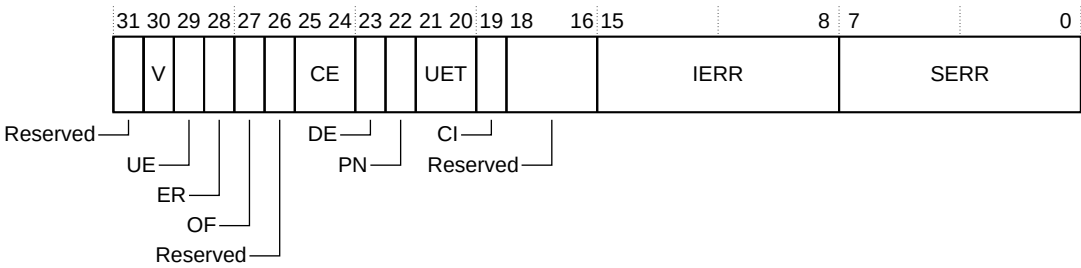 31 30 29 28 27 26 25 24 23 22 21 20 19 18 16 15 8 7 0
V CE UET IERR SERR
Reserved DE CI
UE PN Reserved
ER
OF
Reserved